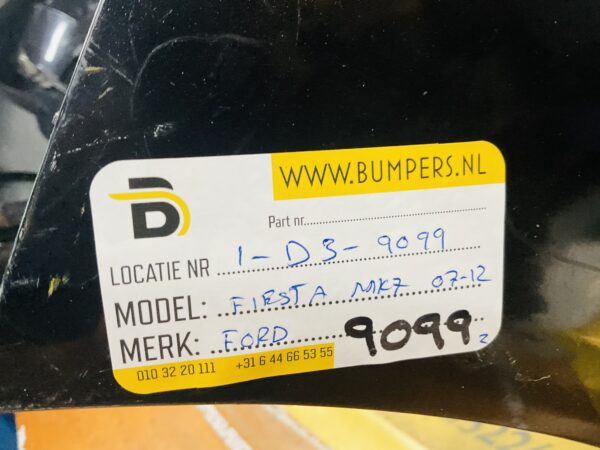 WWW.BUMPERS.NL
Part nr.
LOCATIE NR 1-D3-9099
MODEL: FIESTA MK7 07-12
MERK: FORD 9099 2
010 32 20 111 +31 6 44 66 53 55